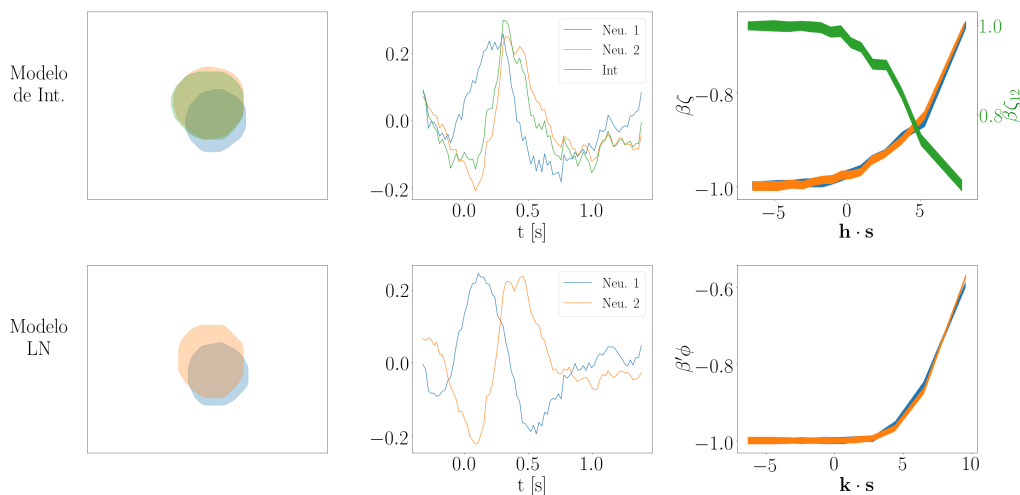 Modelo
de Int.
0.2
0.0
−0.2
0.0
0.5
1.0
t [s]
Neu. 1
Neu. 2
Int
βζ
−0.8
−1.0
−5
0
5
h · s
1.0
0.8
βζ₁₂
Modelo
LN
0.2
0.0
−0.2
0.0
0.5
1.0
t [s]
Neu. 1
Neu. 2
β′ϕ
−0.6
−0.8
−1.0
−5
0
5
10
k · s